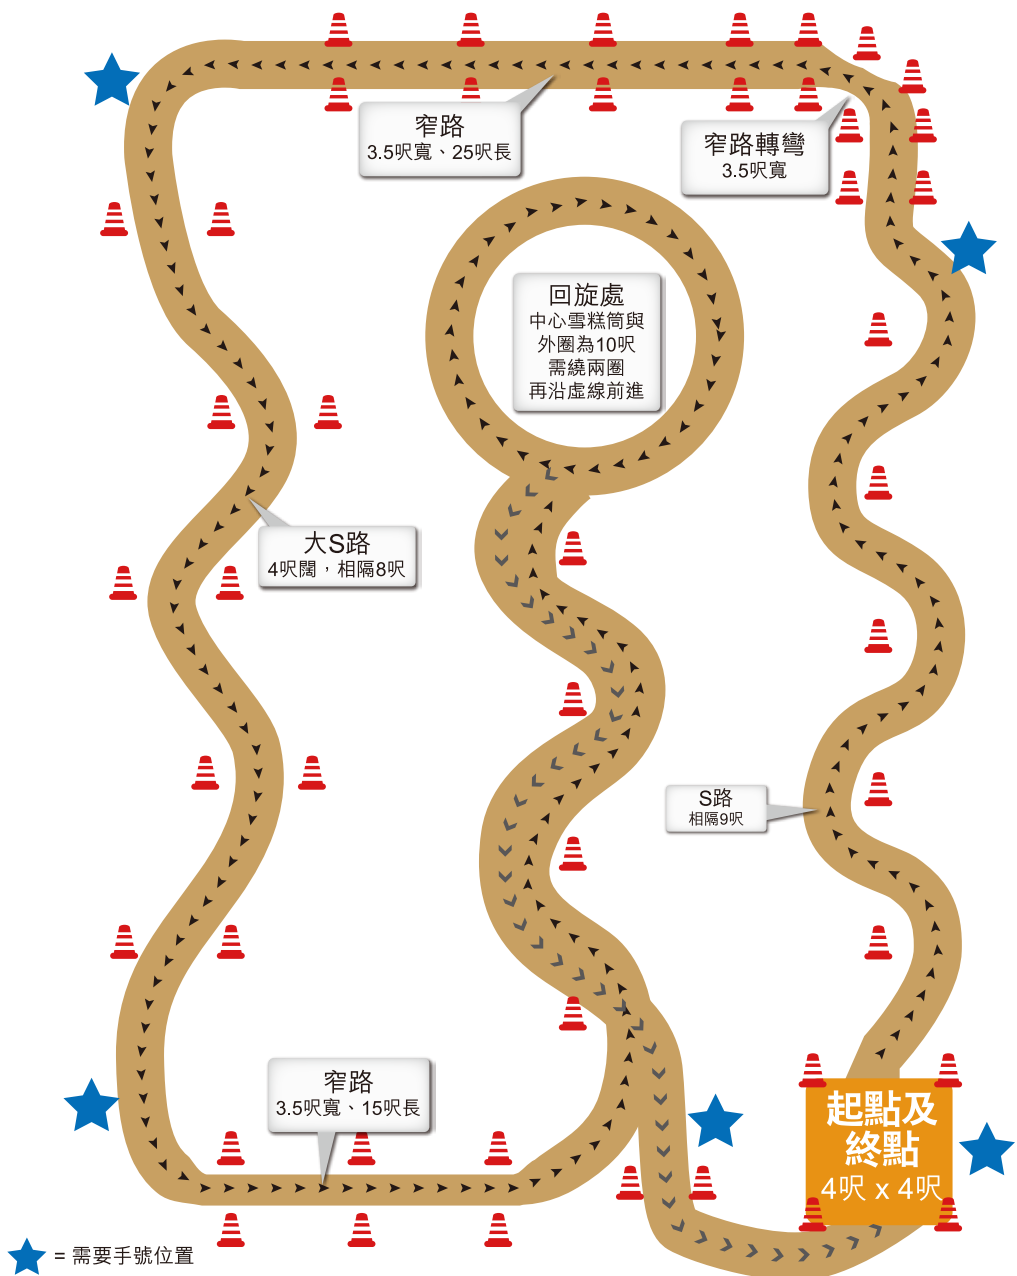 窄路
3.5呎寬、25呎長
窄路轉彎
3.5呎寬
回旋處
中心雪糕筒與
外圈為10呎
需繞兩圈
再沿虛線前進
大S路
4呎闊，相隔8呎
S路
相隔9呎
窄路
3.5呎寬、15呎長
起點及
終點
4呎 x 4呎
= 需要手號位置